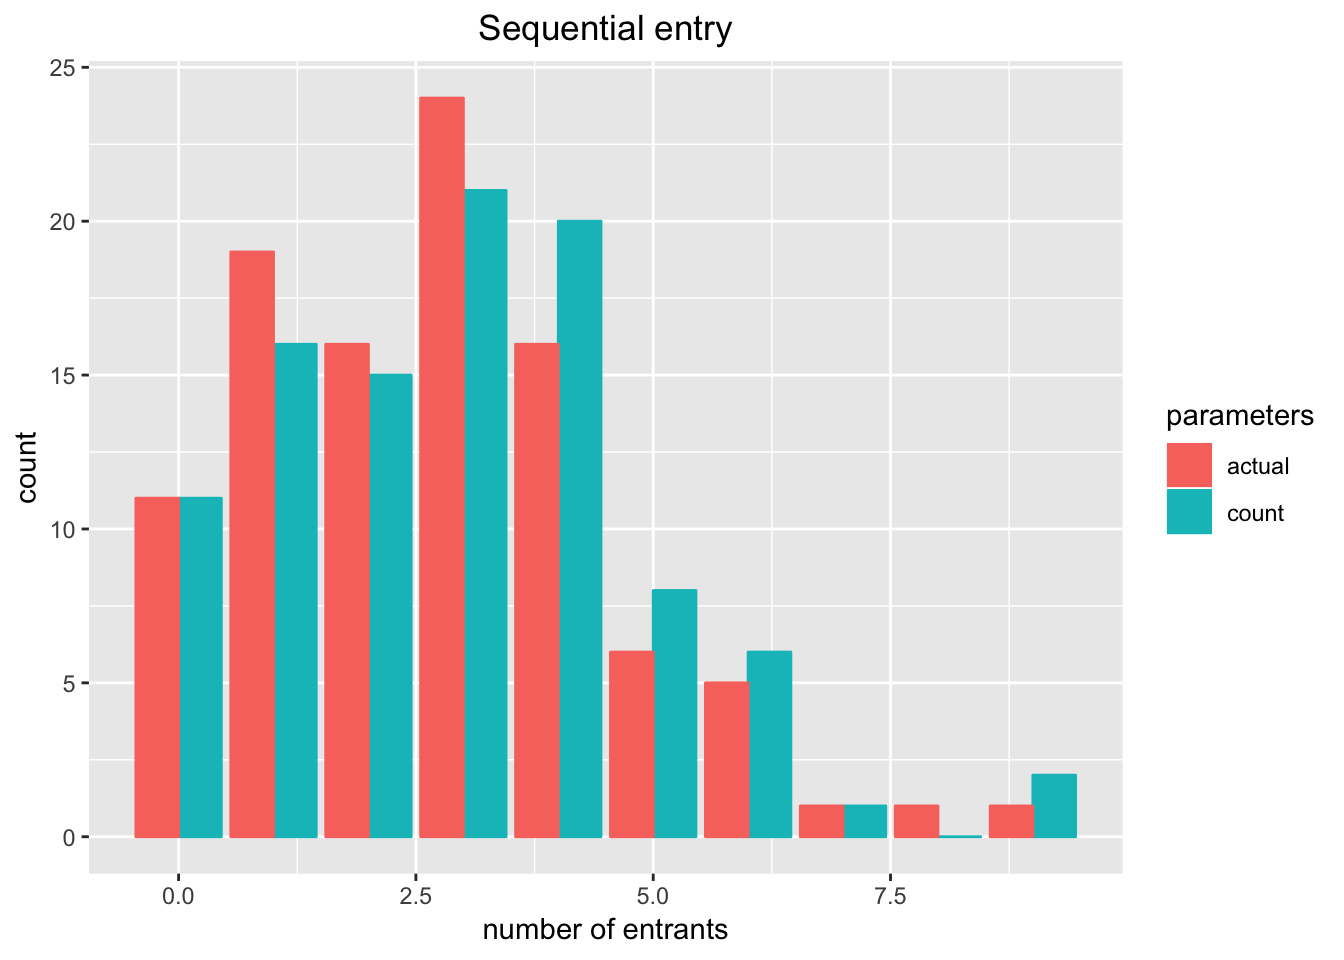 Sequential entry
25
20
15
10
5
0
count
0.0 2.5 5.0 7.5
number of entrants
parameters
actual
count